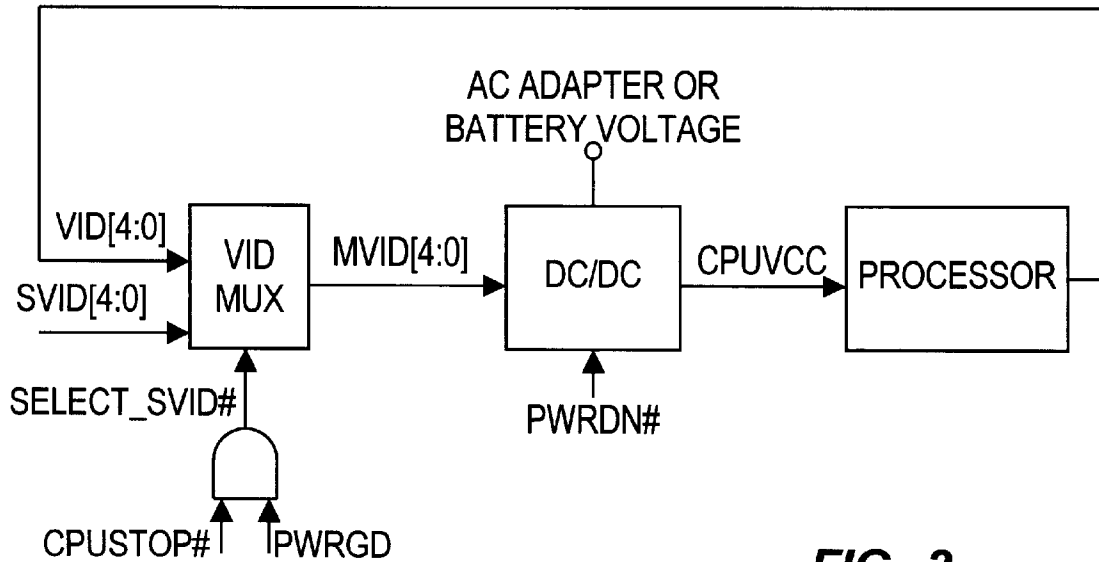 AC ADAPTER OR
BATTERY VOLTAGE
VID[4:0]
SVID[4:0]
VID
MUX
MVID[4:0]
DC/DC
CPUVCC
PROCESSOR
SELECT_SVID#
PWRDN#
CPUSTOP#
PWRGD